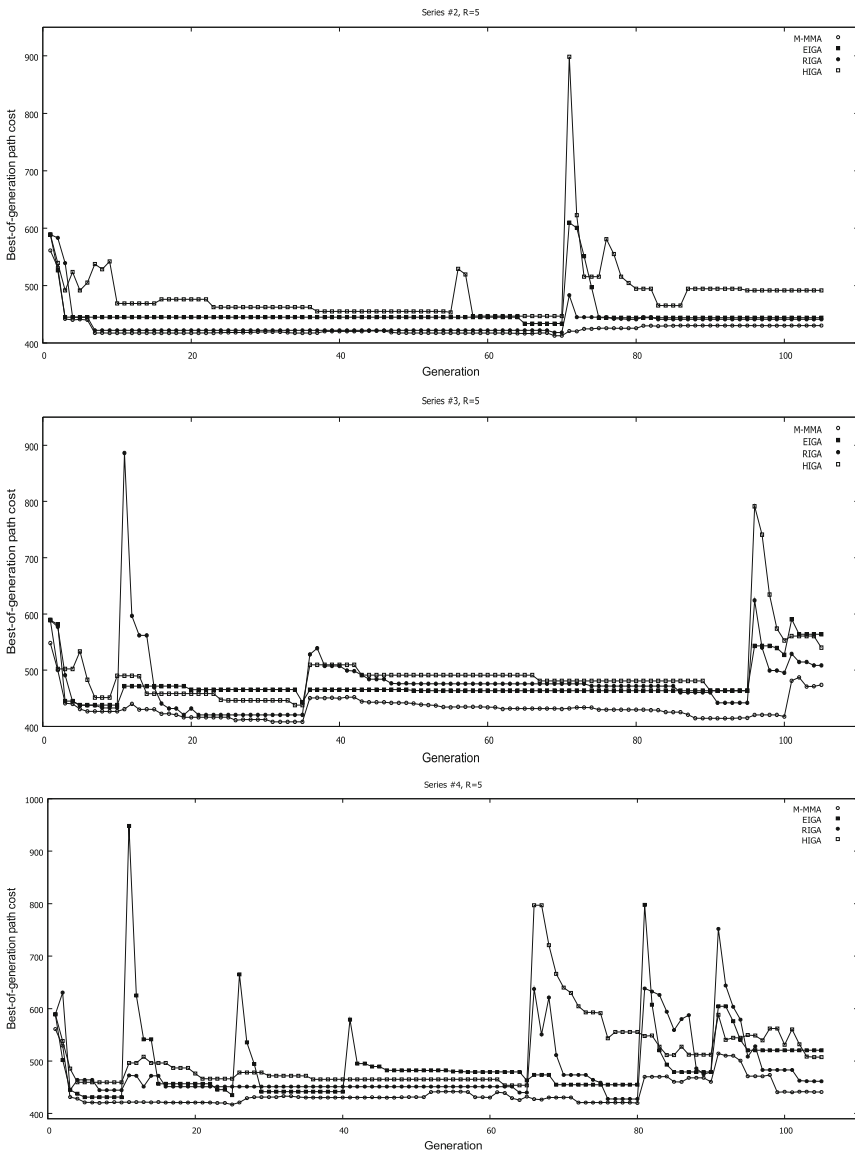 Series #2, R=5
M-MMA
EIGA
RIGA
HIGA
900
800
700
600
500
400
Best-of-generation path cost
0 20 40 60 80 100
Generation
Series #3, R=5
M-MMA
EIGA
RIGA
HIGA
900
800
700
600
500
400
Best-of-generation path cost
0 20 40 60 80 100
Generation
Series #4, R=5
M-MMA
EIGA
RIGA
HIGA
1000
900
800
700
600
500
400
Best-of-generation path cost
0 20 40 60 80 100
Generation